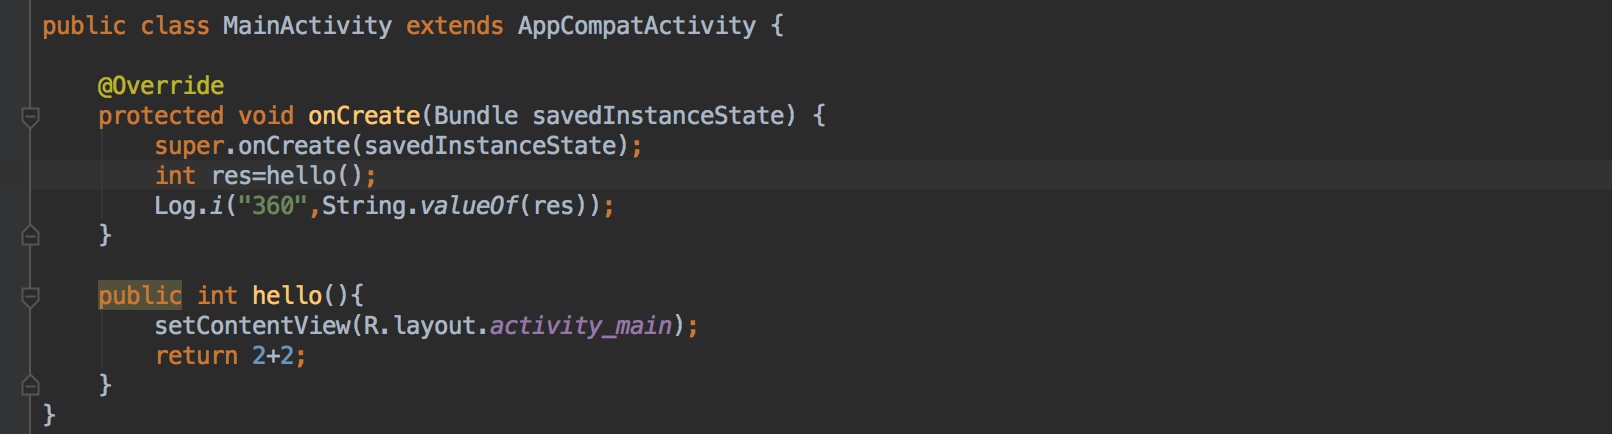 public class MainActivity extends AppCompatActivity {
@Override
protected void onCreate(Bundle savedInstanceState) {
super.onCreate(savedInstanceState);
int res=hello();
Log.i("360",String.valueOf(res));
}
public int hello(){
setContentView(R.layout.activity_main);
return 2+2;
}
}